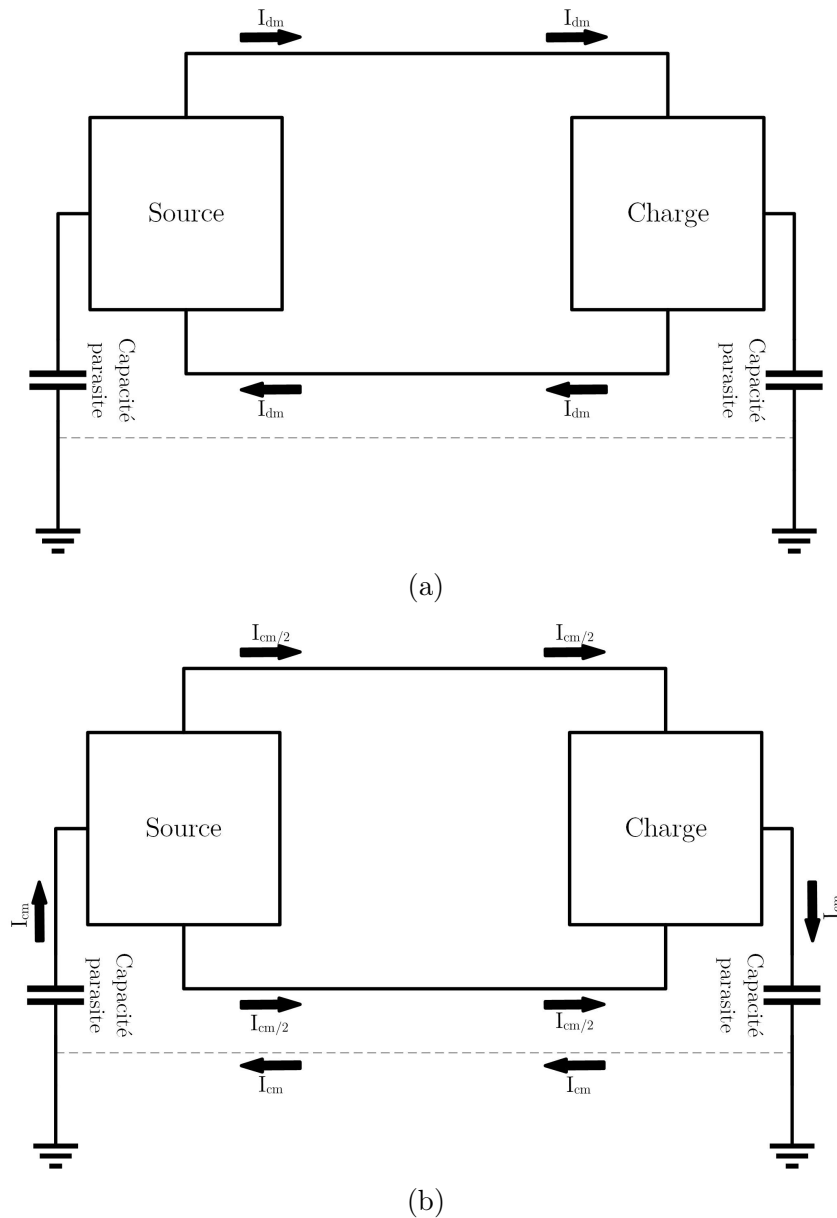 Idm Idm
Source Charge
Capacité
parasite
Capacité
parasite
Idm Idm
(a)
Icm/2 Icm/2
Source Charge
Icm Icm
Capacité
parasite
Capacité
parasite
Icm/2 Icm/2
Icm Icm
(b)